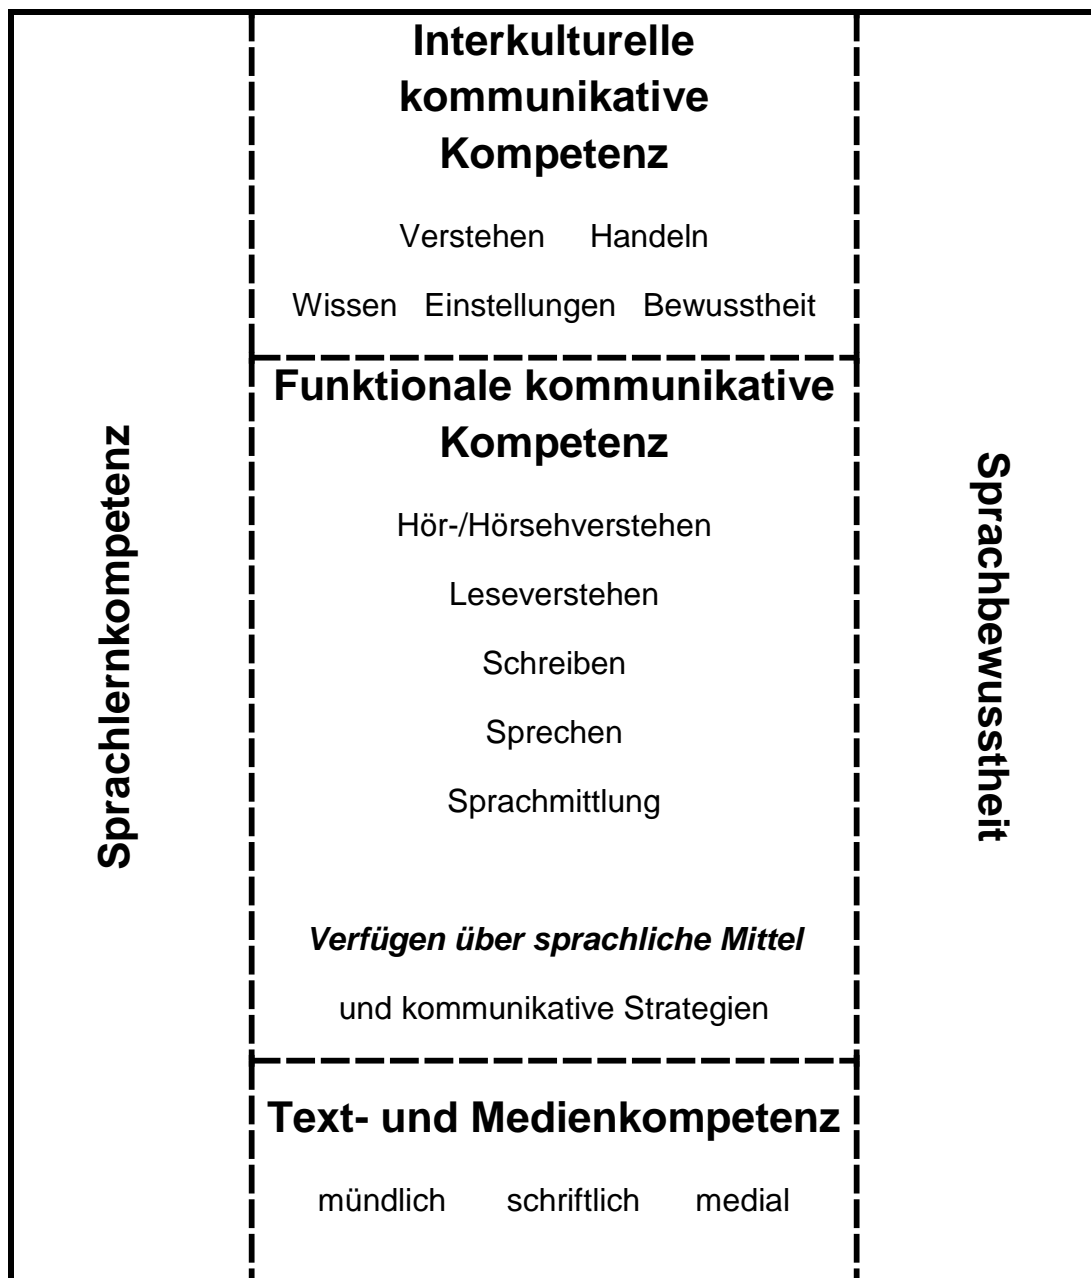 Interkulturelle
kommunikative
Kompetenz
Verstehen Handeln
Wissen Einstellungen Bewusstheit
Funktionale kommunikative
Kompetenz
Hör-/Hörsehverstehen
Leseverstehen
Schreiben
Sprechen
Sprachmittlung
Verfügen über sprachliche Mittel
und kommunikative Strategien
Text- und Medienkompetenz
mündlich schriftlich medial
Sprachlernkompetenz
Sprachbewusstheit